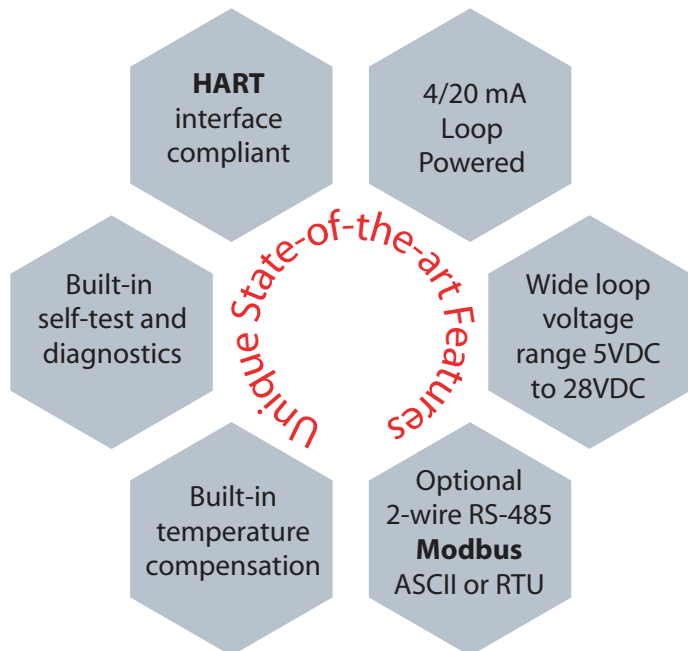 HART
interface
compliant
4/20 mA
Loop
Powered
Unique State-of-the-art Features
Built-in
self-test and
diagnostics
Wide loop
voltage
range 5VDC
to 28VDC
Built-in
temperature
compensation
Optional
2-wire RS-485
Modbus
ASCII or RTU